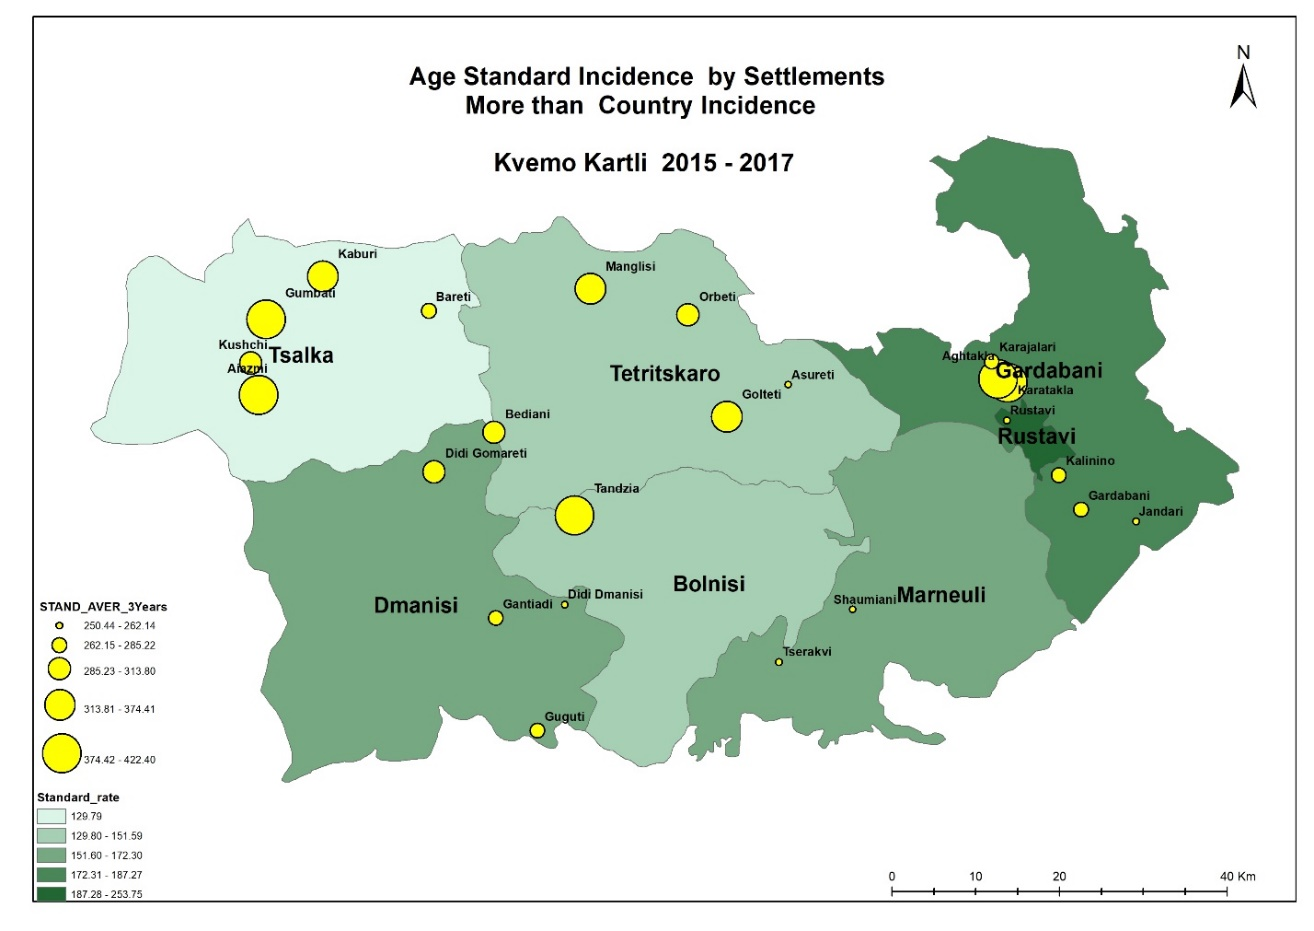 Age Standard Incidence by Settlements
More than Country Incidence
Kvemo Kartli 2015 - 2017
N
Kaburi
Gumbati
Bareti
Kushchi
Tsalka
Manglisi
Orbeti
Tetritskaro
Asureti
Golteti
Aghtakla
Karajalari
Gardabani
Karatakla
Rustavi
Rustavi
Bediani
Didi Gomareti
Kalinino
Gardabani
Jandari
Tandzia
Dmanisi
Gantiadi
Didi Dmanisi
Bolnisi
Shaumiani
Marneuli
Tserakvi
Guguti
STAND_AVER_3Years
250.44 - 262.14
262.15 - 285.22
285.23 - 313.80
313.81 - 374.41
374.42 - 422.40
Standard_rate
129.79
129.80 - 151.59
151.60 - 172.30
172.31 - 187.27
187.28 - 253.75
0 10 20 40 Km